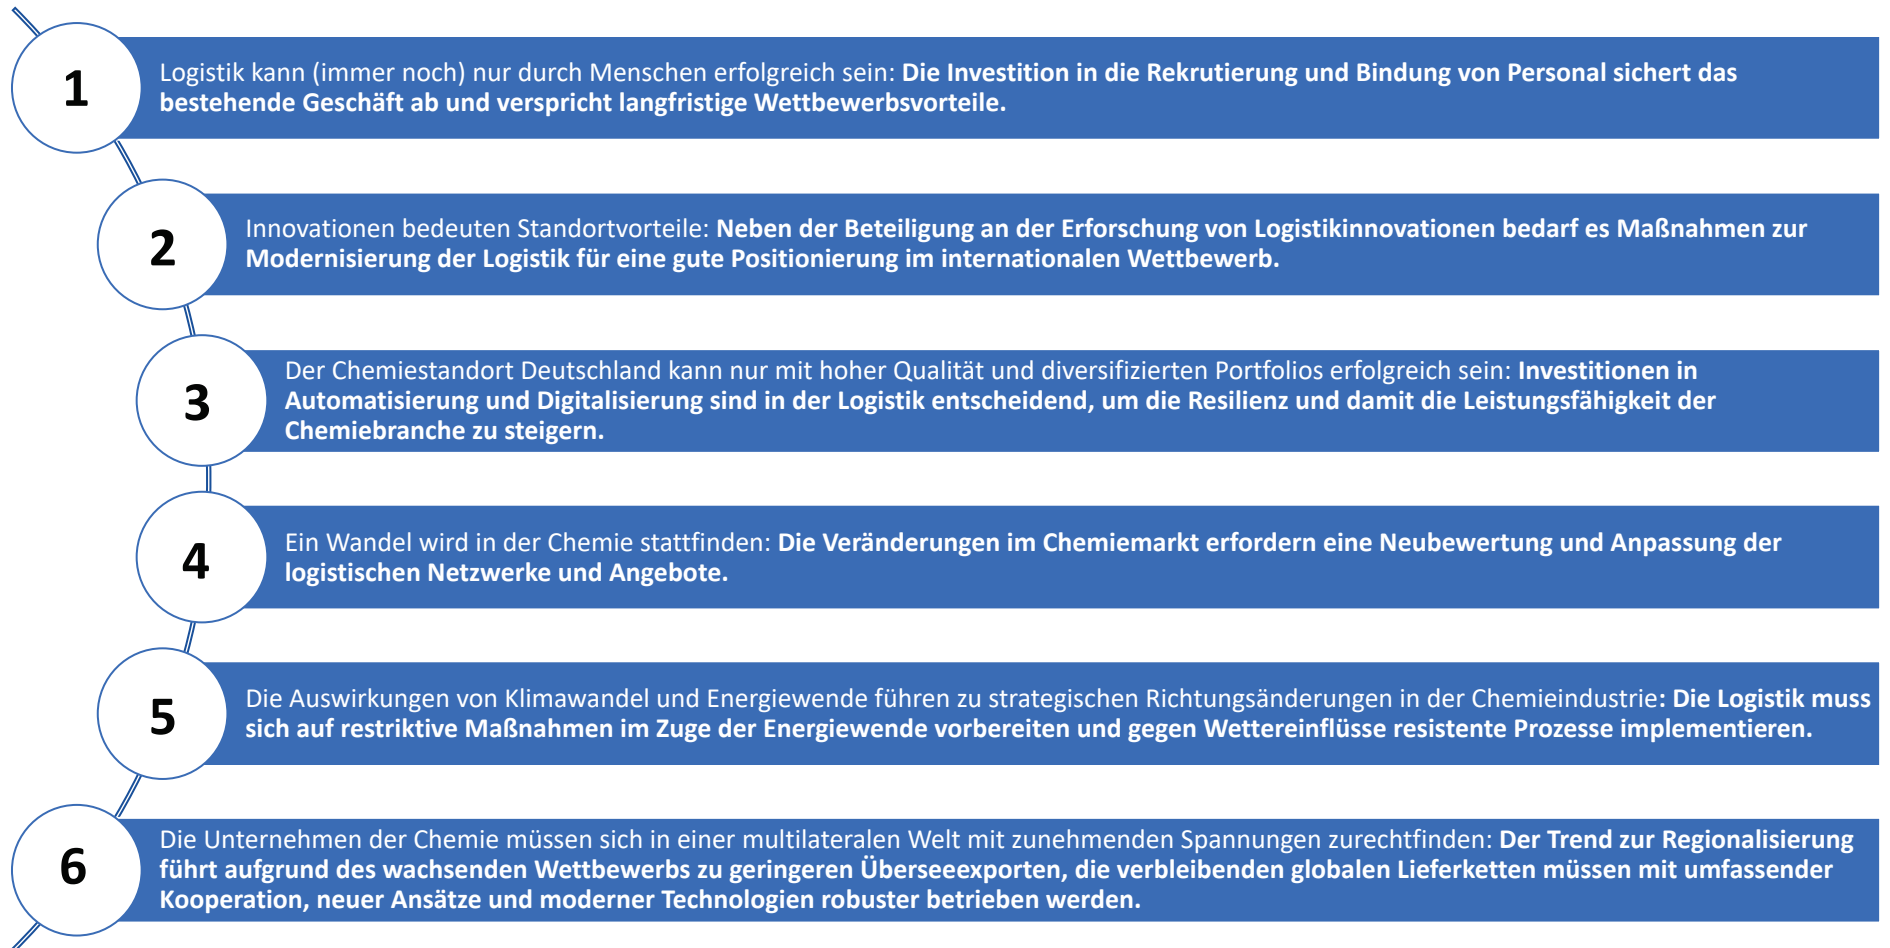 1
Logistik kann (immer noch) nur durch Menschen erfolgreich sein: Die Investition in die Rekrutierung und Bindung von Personal sichert das
bestehende Geschäft ab und verspricht langfristige Wettbewerbsvorteile.
2
Innovationen bedeuten Standortvorteile: Neben der Beteiligung an der Erforschung von Logistikinnovationen bedarf es Maßnahmen zur
Modernisierung der Logistik für eine gute Positionierung im internationalen Wettbewerb.
3
Der Chemiestandort Deutschland kann nur mit hoher Qualität und diversifizierten Portfolios erfolgreich sein: Investitionen in
Automatisierung und Digitalisierung sind in der Logistik entscheidend, um die Resilienz und damit die Leistungsfähigkeit der
Chemiebranche zu steigern.
4
Ein Wandel wird in der Chemie stattfinden: Die Veränderungen im Chemiemarkt erfordern eine Neubewertung und Anpassung der
logistischen Netzwerke und Angebote.
5
Die Auswirkungen von Klimawandel und Energiewende führen zu strategischen Richtungsänderungen in der Chemieindustrie: Die Logistik muss
sich auf restriktive Maßnahmen im Zuge der Energiewende vorbereiten und gegen Wettereinflüsse resistente Prozesse implementieren.
6
Die Unternehmen der Chemie müssen sich in einer multilateralen Welt mit zunehmenden Spannungen zurechtfinden: Der Trend zur Regionalisierung
führt aufgrund des wachsenden Wettbewerbs zu geringeren Überseeexporten, die verbleibenden globalen Lieferketten müssen mit umfassender
Kooperation, neuer Ansätze und moderner Technologien robuster betrieben werden.